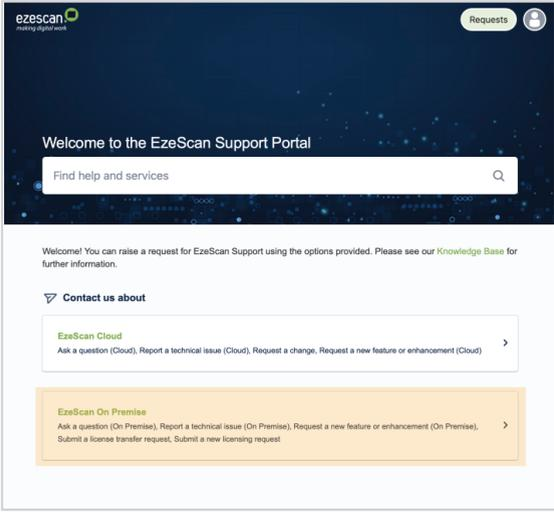 ezescan
making digital work
Requests
Welcome to the EzeScan Support Portal
Find help and services
Welcome! You can raise a request for EzeScan Support using the options provided. Please see our Knowledge Base for
further information.
Contact us about
EzeScan Cloud
Ask a question (Cloud), Report a technical issue (Cloud), Request a change, Request a new feature or enhancement (Cloud)
EzeScan On Premise
Ask a question (On Premise), Report a technical issue (On Premise), Request a new feature or enhancement (On Premise),
Submit a license transfer request, Submit a new licensing request